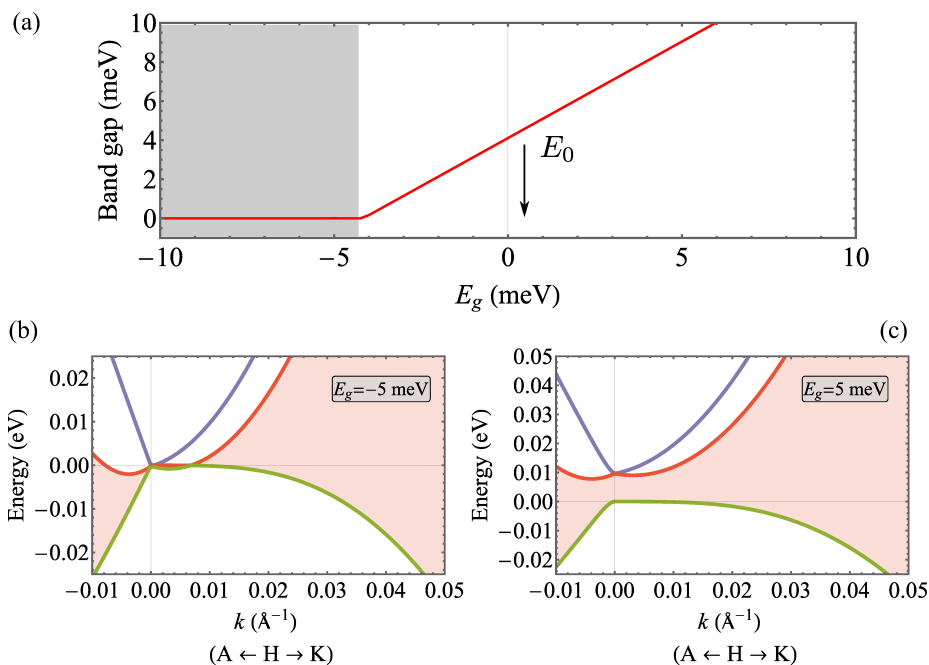 (a)
Band gap (meV)
10
8
6
4
2
0
E₀
−10 −5 0 5 10
E_g (meV)
(b)
Energy (eV)
0.02
0.01
0.00
−0.01
−0.02
E_g=−5 meV
−0.01 0.00 0.01 0.02 0.03 0.04 0.05
k (Å⁻¹)
(A ← H → K)
(c)
Energy (eV)
0.05
0.04
0.03
0.02
0.01
0.00
−0.01
−0.02
E_g=5 meV
−0.01 0.00 0.01 0.02 0.03 0.04 0.05
k (Å⁻¹)
(A ← H → K)